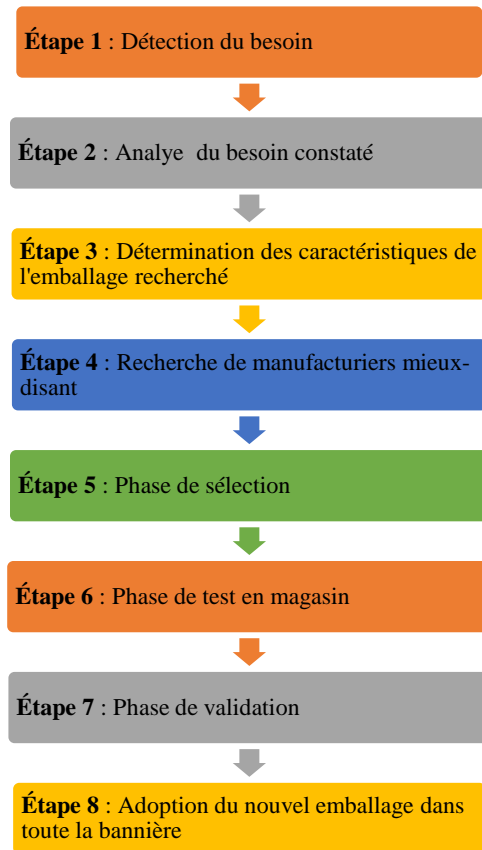 Étape 1 : Détection du besoin
Étape 2 : Analye  du besoin constaté
Étape 3 : Détermination des caractéristiques de
l'emballage recherché
Étape 4 : Recherche de manufacturiers mieux-
disant
Étape 5 : Phase de sélection
Étape 6 : Phase de test en magasin
Étape 7 : Phase de validation
Étape 8 : Adoption du nouvel emballage dans
toute la bannière